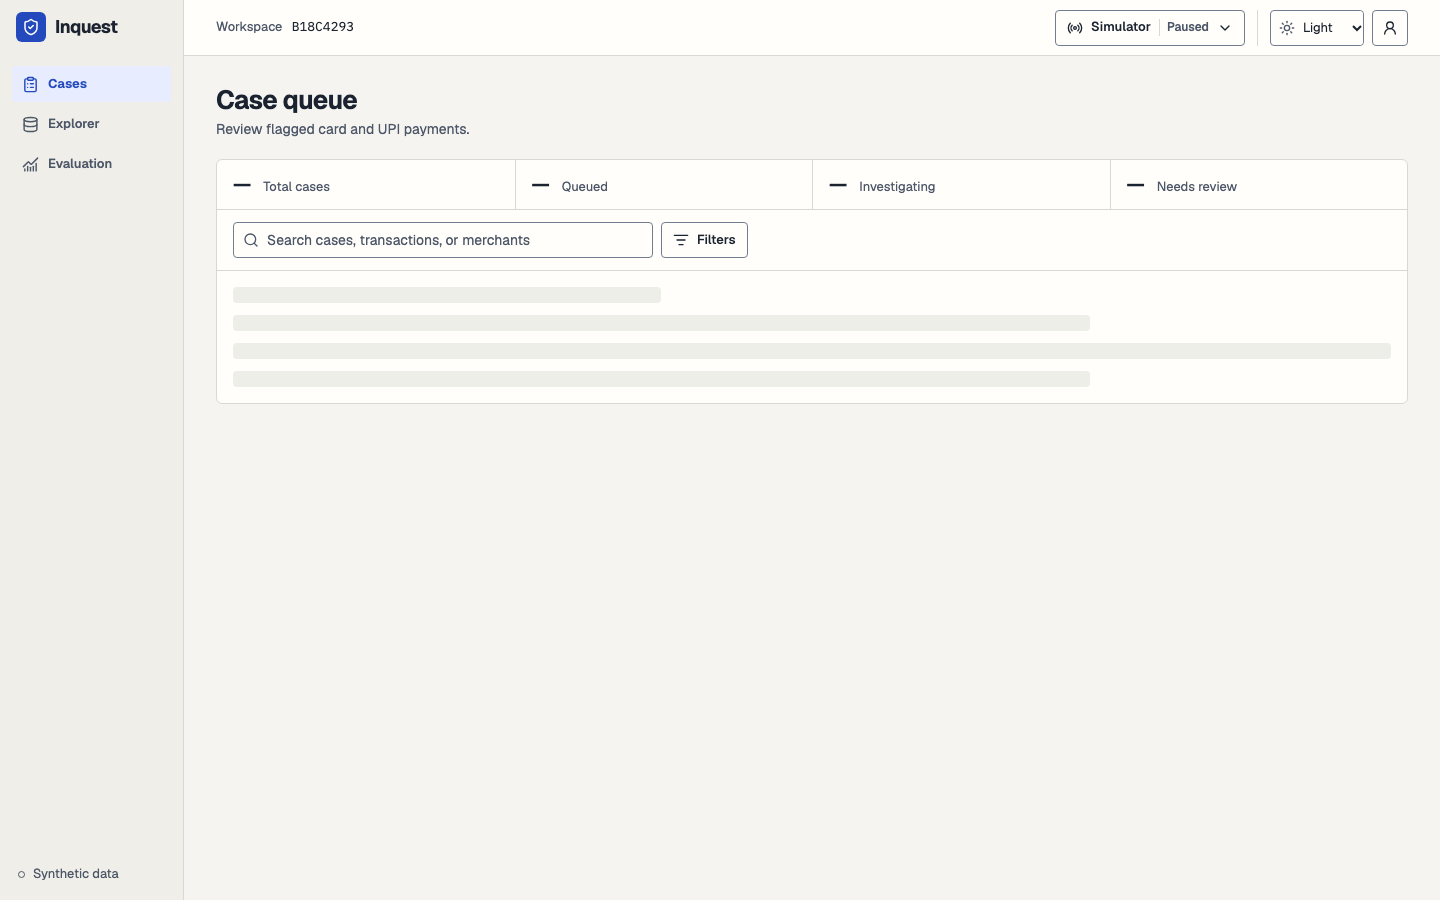 Inquest
Workspace B18C4293
Simulator Paused
Light
Cases
Explorer
Evaluation
Case queue
Review flagged card and UPI payments.
— Total cases
— Queued
— Investigating
— Needs review
Search cases, transactions, or merchants
Filters
Synthetic data